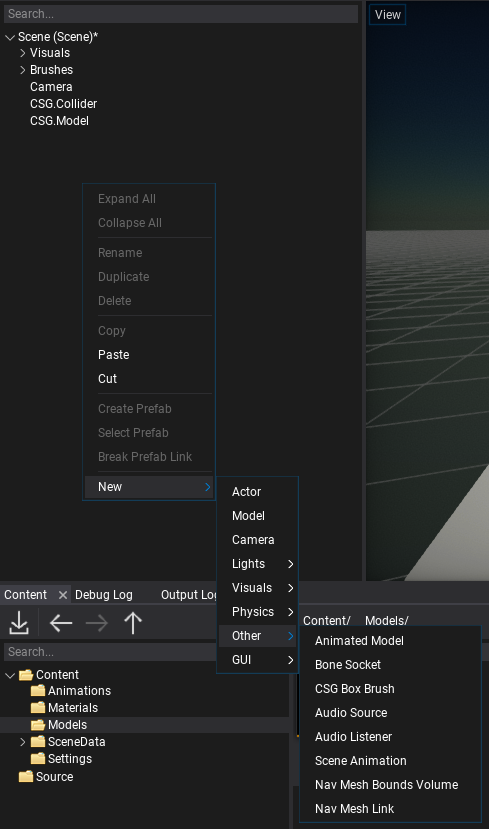 Search...
Scene (Scene)*
Visuals
Brushes
Camera
CSG.Collider
CSG.Model
View
Expand All
Collapse All
Rename
Duplicate
Delete
Copy
Paste
Cut
Create Prefab
Select Prefab
Break Prefab Link
New
Actor
Model
Camera
Lights
Visuals
Physics
Other
GUI
Animated Model
Bone Socket
CSG Box Brush
Audio Source
Audio Listener
Scene Animation
Nav Mesh Bounds Volume
Nav Mesh Link
Content
Debug Log
Output Log
Content/ Models/
Search...
Content
Animations
Materials
Models
SceneData
Settings
Source